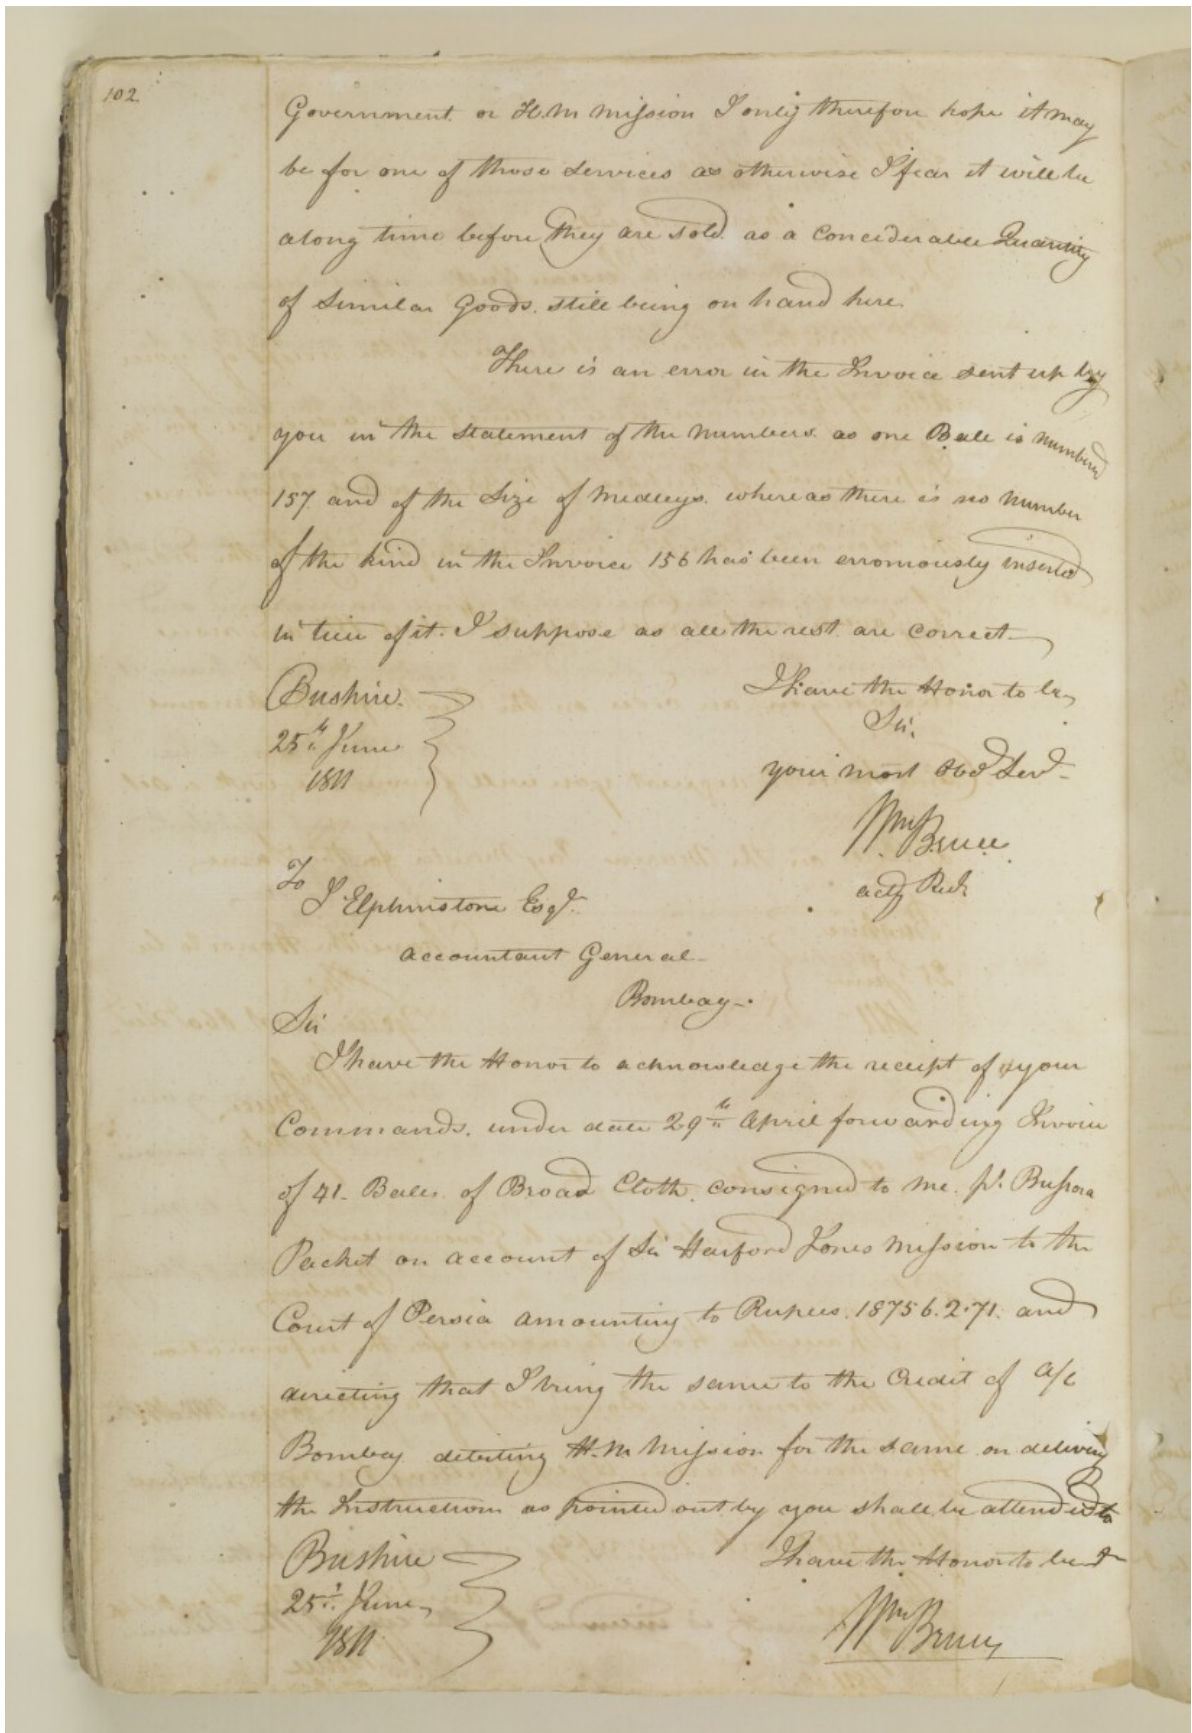 102.
Government or H.M Mission I only therefore hope it may
be for one of those Services as otherwise I fear it will be
along time before they are sold as a Conciderable Quantity
of Similar Goods. still being on hand here.
There is an error in the Invoice sent up by
you in the Statement of the Numbers. as one Bale is numbered
157 and of the Size of Medleys. whereas there is no Number
of the kind in the Invoice 156 has been erroniously inserted
in lieu of it. I suppose as all the rest are Correct
Bushire.
I have the Honor to be
Sir,
25th June
your most Obdt Servt
1811
Wm Bruce
actg Rest
To
J Elphinstone Esqr.
Accountant General
Bombay.
Sir
I have the Honor to acknowledge the receipt of your
Commands. under date 29th April forwarding Invoice
of 41. Bales. of Broad Cloth. consigned to me. Pr. Bussora
Packet on account of Sir Harford Jones Mission to the
Court of Persia amounting to Rupees. 18756.2.71. and
directing that I bring the same to the Credit of a/c
Bombay debiting H.M Mission for the same on delivery
the Instructions as pointed out by you shall be attended to
Bushire
I have the Honor to be &
25th. June
1811
Wm Bruce